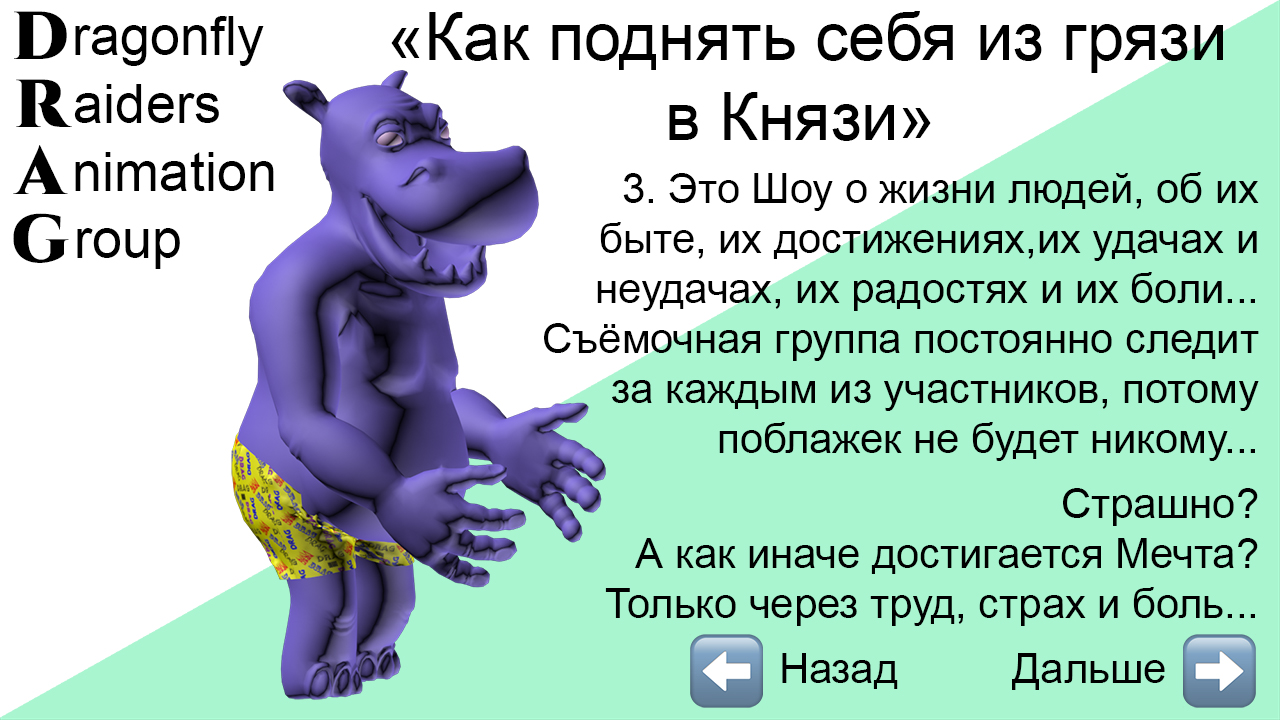 Dragonfly
Raiders
Animation
Group
«Как поднять себя из грязи
в Князи»
3. Это Шоу о жизни людей, об их
быте, их достижениях,их удачах и
неудачах, их радостях и их боли...
Съёмочная группа постоянно следит
за каждым из участников, потому
поблажек не будет никому...
Страшно?
А как иначе достигается Мечта?
Только через труд, страх и боль...
Назад
Дальше
DRAG